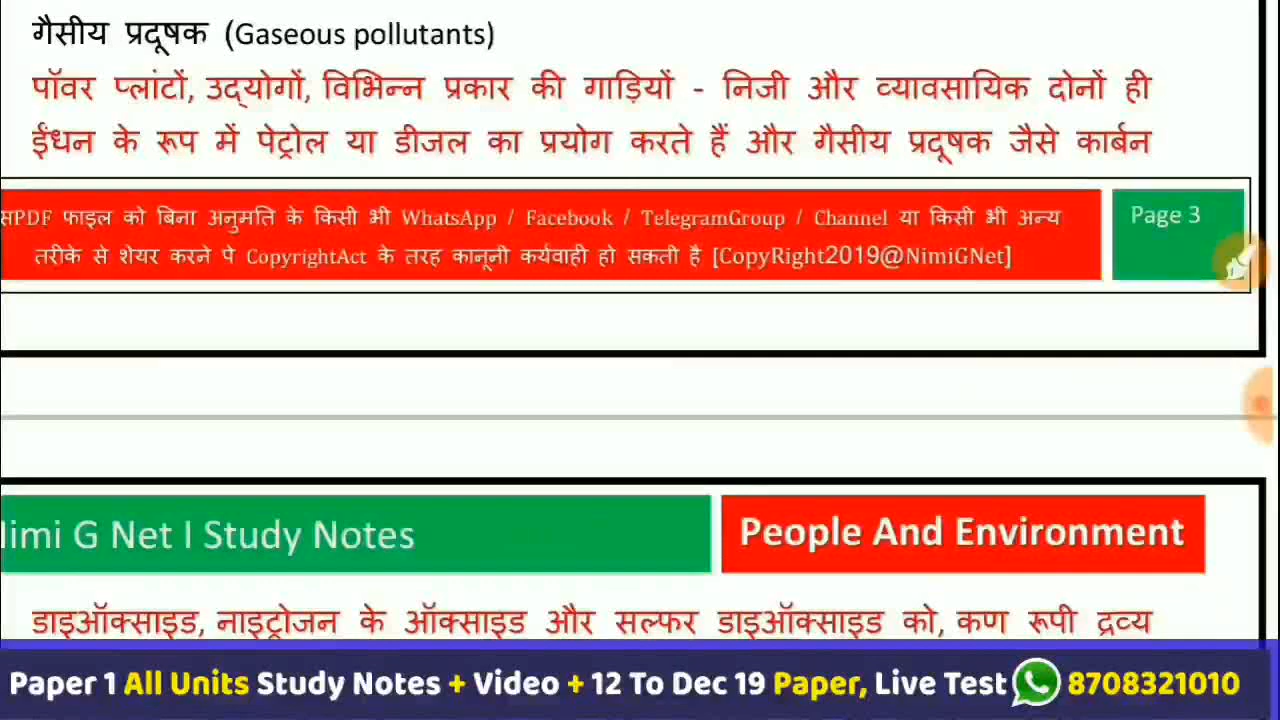 गैसीय प्रदूषक (Gaseous pollutants)
पॉवर प्लांटों, उद्योगों, विभिन्न प्रकार की गाड़ियों - निजी और व्यावसायिक दोनों ही
ईंधन के रूप में पेट्रोल या डीजल का प्रयोग करते हैं और गैसीय प्रदूषक जैसे कार्बन
सPDF फाइल को बिना अनुमति के किसी भी WhatsApp / Facebook / TelegramGroup / Channel या किसी भी अन्य
तरीके से शेयर करने पे CopyrightAct के तरह कानूनी कर्यवाही हो सकती है [CopyRight2019@NimiGNet]
Page 3
imi G Net I Study Notes
People And Environment
डाइऑक्साइड, नाइट्रोजन के ऑक्साइड और सल्फर डाइऑक्साइड को, कण रूपी द्रव्य
Paper 1 All Units Study Notes + Video + 12 To Dec 19 Paper, Live Test 8708321010